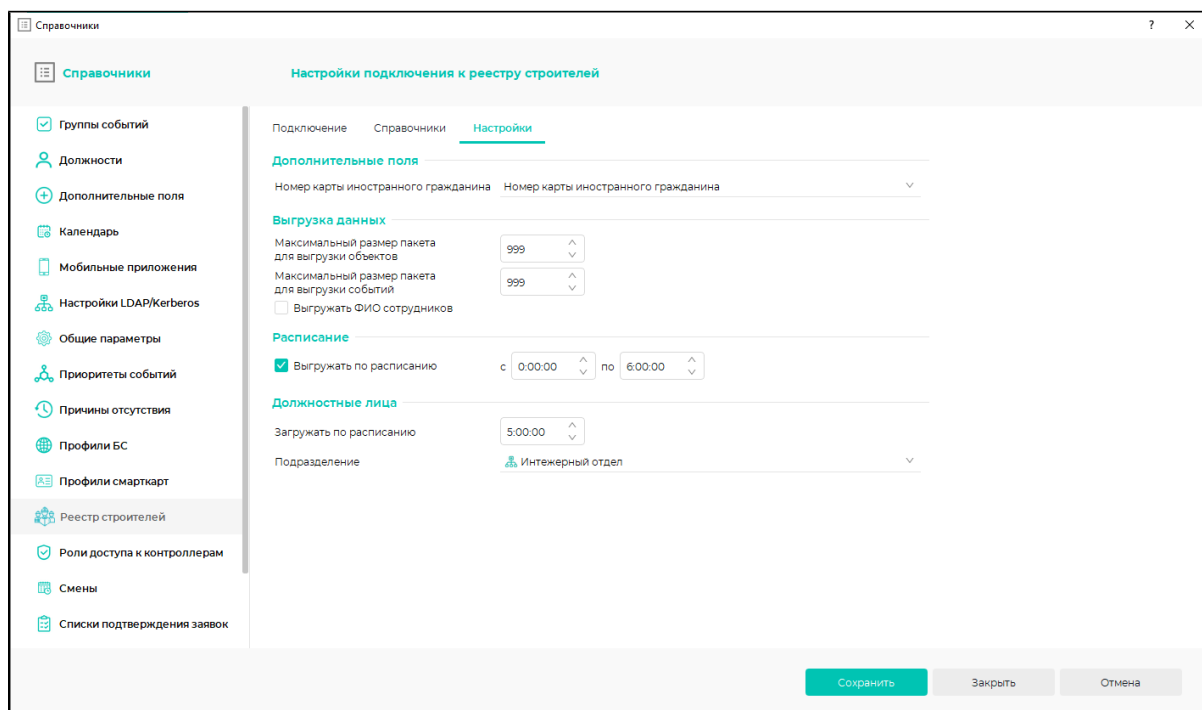 Справочники
?
Справочники
Настройки подключения к реестру строителей
Группы событий
Должности
Дополнительные поля
Календарь
Мобильные приложения
Настройки LDAP/Kerberos
Общие параметры
Приоритеты событий
Причины отсутствия
Профили БС
Профили смарткарт
Реестр строителей
Роли доступа к контроллерам
Смены
Списки подтверждения заявок
Подключение Справочники Настройки
Дополнительные поля
Номер карты иностранного гражданина Номер карты иностранного гражданина
Выгрузка данных
Максимальный размер пакета
для выгрузки объектов
999
Максимальный размер пакета
для выгрузки событий
999
Выгружать ФИО сотрудников
Расписание
Выгружать по расписанию с 0:00:00 по 6:00:00
Должностные лица
Загружать по расписанию 5:00:00
Подразделение Интежерный отдел
Сохранить Закрыть Отмена